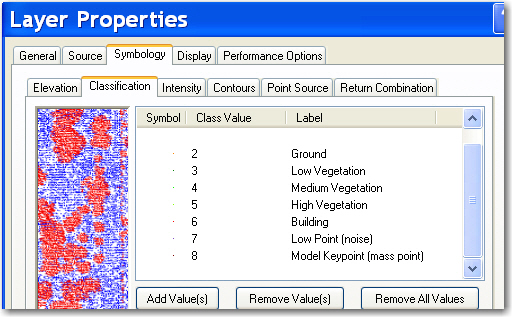 Layer Properties
General Source Symbology Display Performance Options
Elevation Classification Intensity Contours Point Source Return Combination
Symbol Class Value Label
2 Ground
3 Low Vegetation
4 Medium Vegetation
5 High Vegetation
6 Building
7 Low Point (noise)
8 Model Keypoint (mass point)
Add Value(s) Remove Value(s) Remove All Values